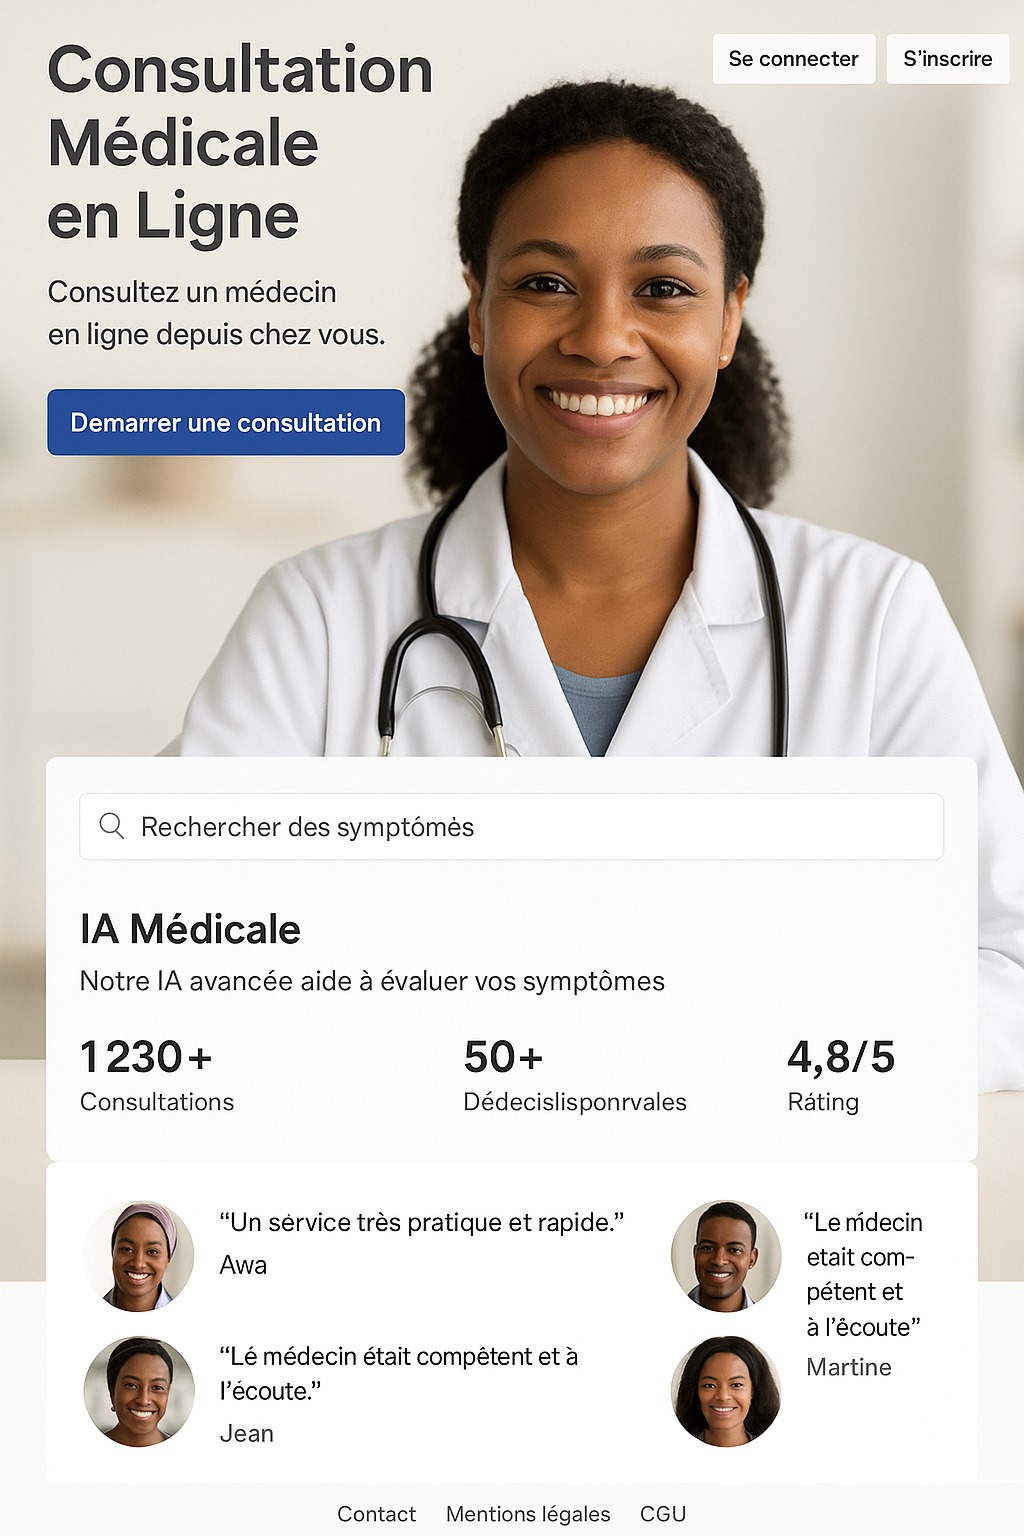 Consultation
Médicale
en Ligne
Se connecter
S'inscrire
Consultez un médecin
en ligne depuis chez vous.
Demarrer une consultation
Rechercher des symptómės
IA Médicale
Notre IA avancée aide à évaluer vos symptômes
1 230+
Consultations
50+
Dédecislisponrvales
4,8/5
Ráting
“Un sėrvice très pratique et rapide.”
Awa
“Lé médecin était compêtent et à
l'écoute.”
Jean
“Le ḿdecin
etait com-
pétent et
à l'êcoute”
Martine
Contact
Mentions légales
CGU